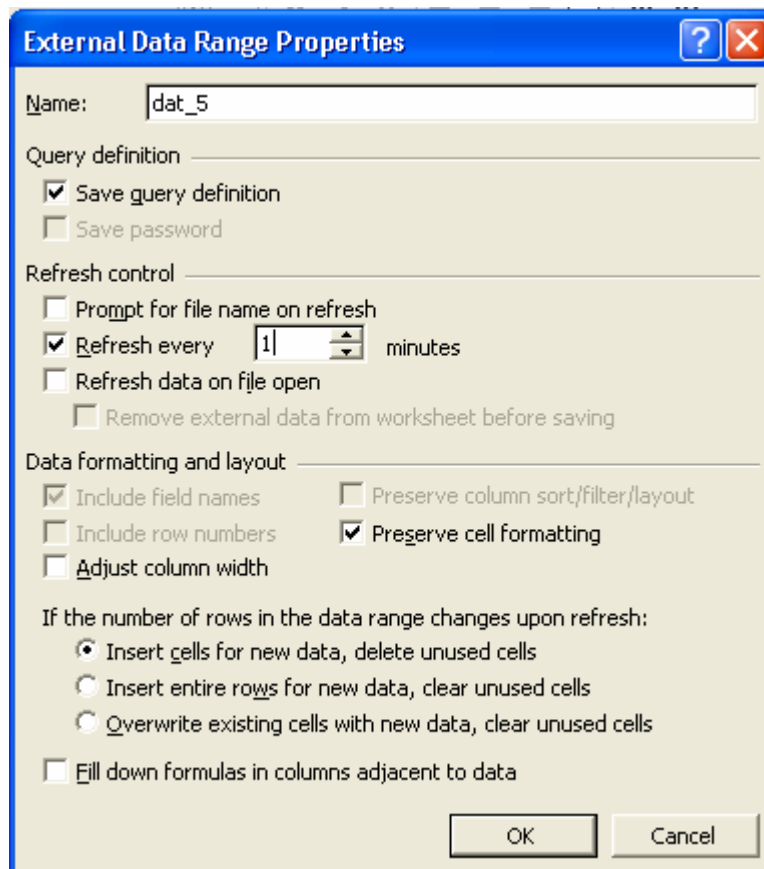 External Data Range Properties
Name: dat_5
Query definition
Save query definition
Save password
Refresh control
Prompt for file name on refresh
Refresh every 1 minutes
Refresh data on file open
Remove external data from worksheet before saving
Data formatting and layout
Include field names Preserve column sort/filter/layout
Include row numbers Preserve cell formatting
Adjust column width
If the number of rows in the data range changes upon refresh:
Insert cells for new data, delete unused cells
Insert entire rows for new data, clear unused cells
Overwrite existing cells with new data, clear unused cells
Fill down formulas in columns adjacent to data
OK Cancel